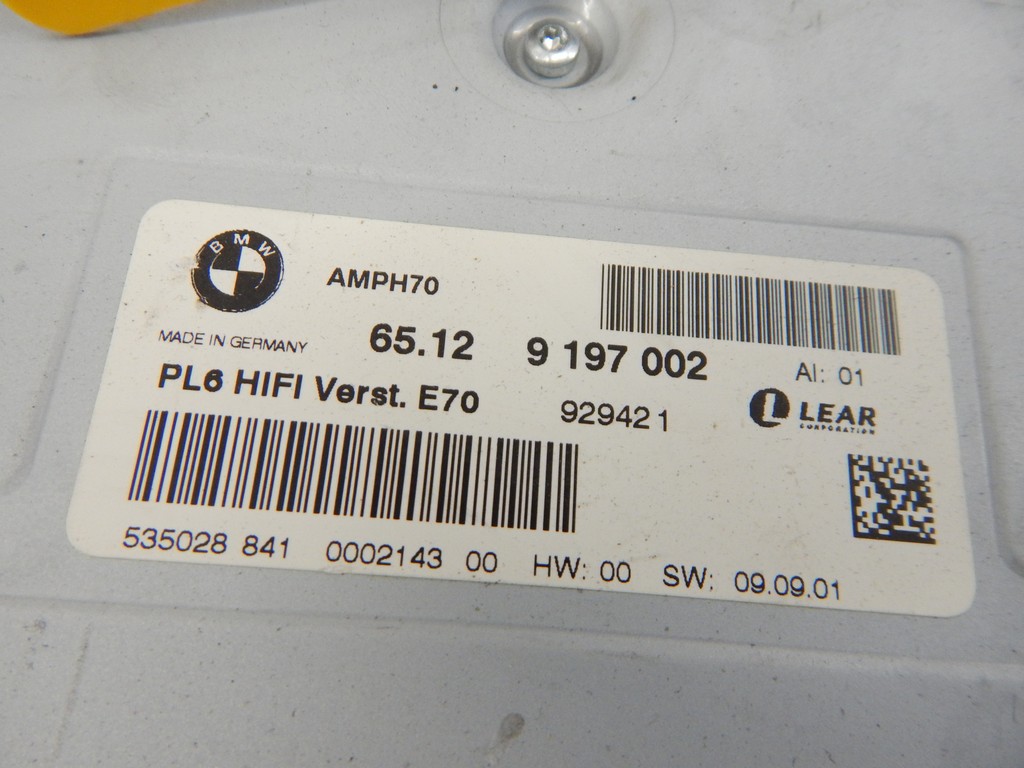 BMW
AMPH70
MADE IN GERMANY
65.12 9 197 002
AI: 01
PL6 HIFI Verst. E70
929421
LEAR
CORPORATION
535028 841 0002143 00 HW: 00 SW: 09.09.01